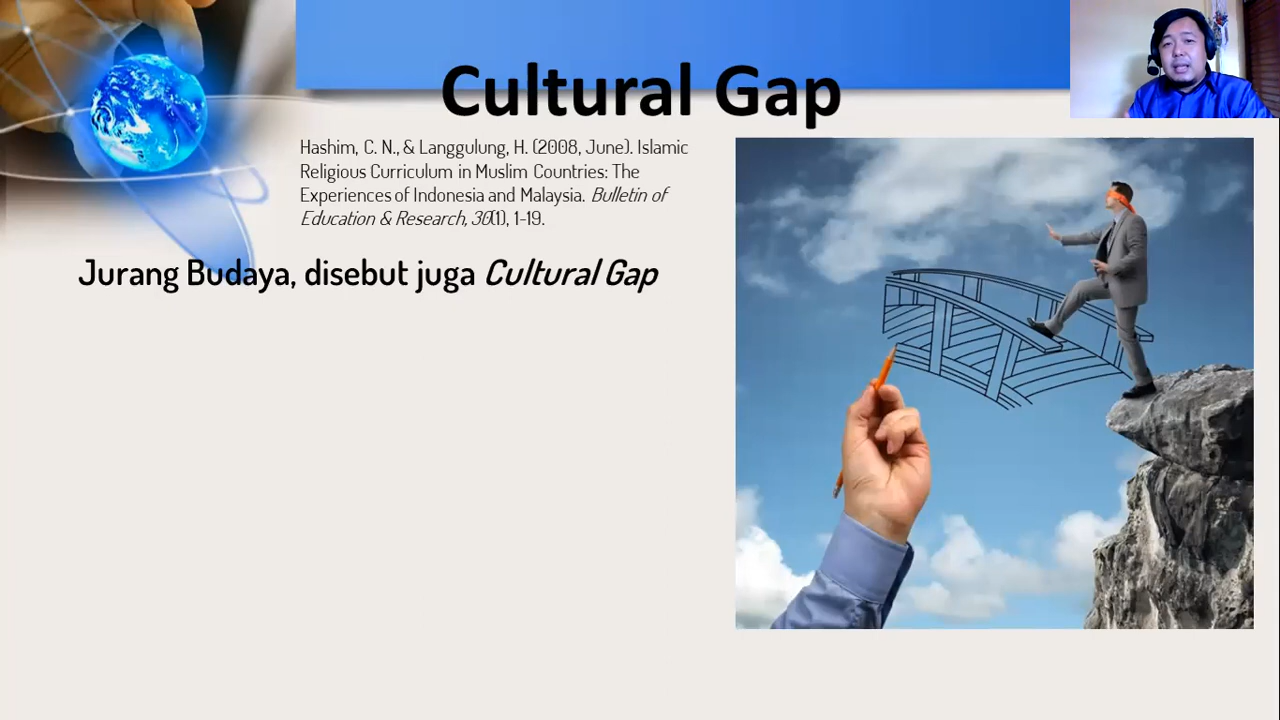 Cultural Gap
Hashim, C. N., & Langgulung, H. (2008, June). Islamic
Religious Curriculum in Muslim Countries: The
Experiences of Indonesia and Malaysia. Bulletin of
Education & Research, 30(1), 1-19.
Jurang Budaya, disebut juga Cultural Gap